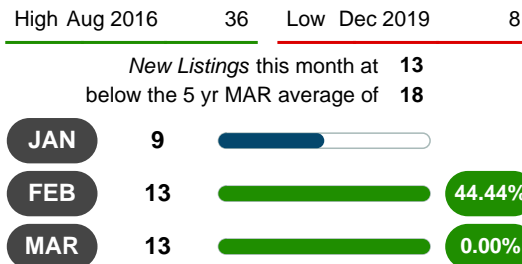 High Aug 2016 36 Low Dec 2019 8
New Listings this month at 13
below the 5 yr MAR average of 18
JAN 9
FEB 13 44.44%
MAR 13 0.00%